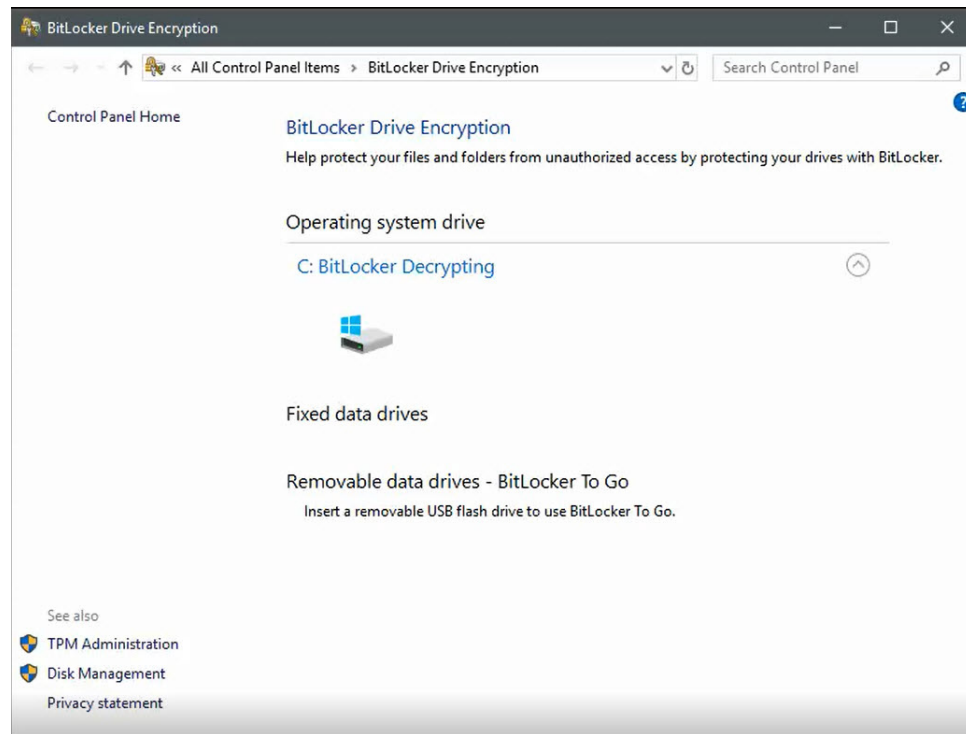 BitLocker Drive Encryption
« All Control Panel Items › BitLocker Drive Encryption
Search Control Panel
?
Control Panel Home
BitLocker Drive Encryption
Help protect your files and folders from unauthorized access by protecting your drives with BitLocker.
Operating system drive
C: BitLocker Decrypting
Fixed data drives
Removable data drives - BitLocker To Go
Insert a removable USB flash drive to use BitLocker To Go.
See also
TPM Administration
Disk Management
Privacy statement